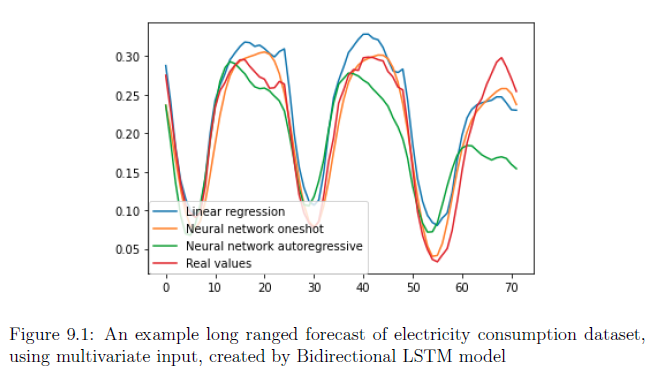 0.30
0.25
0.20
0.15
0.10
0.05
Linear regression
Neural network oneshot
Neural network autoregressive
Real values
0 10 20 30 40 50 60 70
Figure 9.1: An example long ranged forecast of electricity consumption dataset,
using multivariate input, created by Bidirectional LSTM model